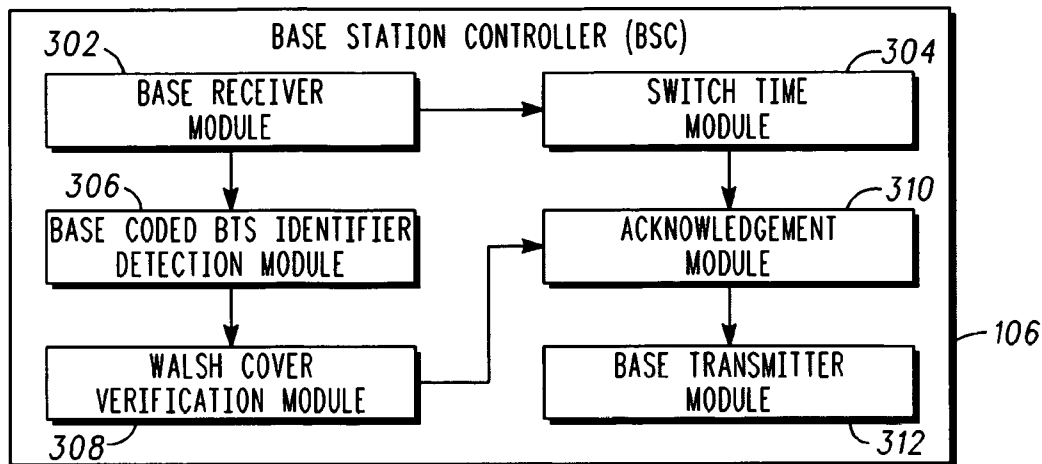 BASE STATION CONTROLLER (BSC)
302
BASE RECEIVER
MODULE
304
SWITCH TIME
MODULE
306
BASE CODED BTS IDENTIFIER
DETECTION MODULE
310
ACKNOWLEDGEMENT
MODULE
WALSH COVER
VERIFICATION MODULE
308
BASE TRANSMITTER
MODULE
312
106